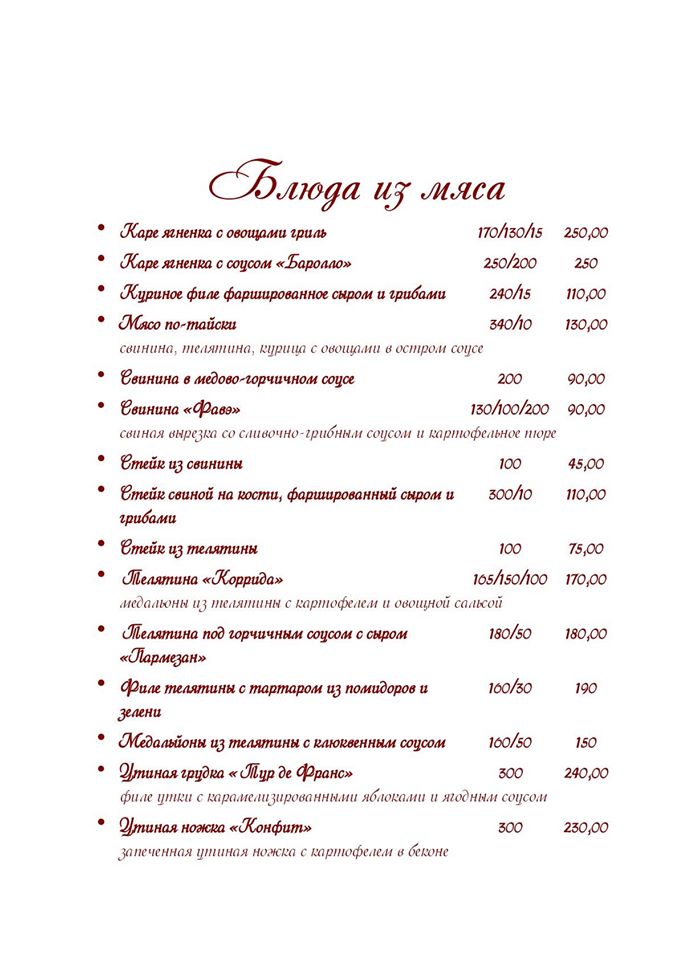 Блюда из мяса
• Каре ягненка с овощами гриль 170/130/15 250,00
• Каре ягненка с соусом «Баролло» 250/200 250
• Куриное филе фаршированное сыром и грибами 240/15 110,00
• Мясо по-тайски 340/10 130,00
свинина, телятина, курица с овощами в остром соусе
• Свинина в медово-горчичном соусе 200 90,00
• Свинина «Фавэ» 130/100/200 90,00
свиная вырезка со сливочно-грибным соусом и картофельное пюре
• Стейк из свинины 100 45,00
• Стейк свиной на кости, фаршированный сыром и 300/10 110,00
грибами
• Стейк из телятины 100 75,00
• Телятина «Коррида» 165/150/100 170,00
медальоны из телятины с картофелем и овощной сальсой
• Телятина под горчичным соусом с сыром 180/50 180,00
«Пармезан»
• Филе телятины с тартаром из помидоров и 160/30 190
зелени
• Медальйоны из телятины с клюквенным соусом 160/50 150
• Утиная грудка « Тур де Франс» 300 240,00
филе утки с карамелизированными яблоками и ягодным соусом
• Утиная ножка «Конфит» 300 230,00
запеченная утиная ножка с картофелем в беконе